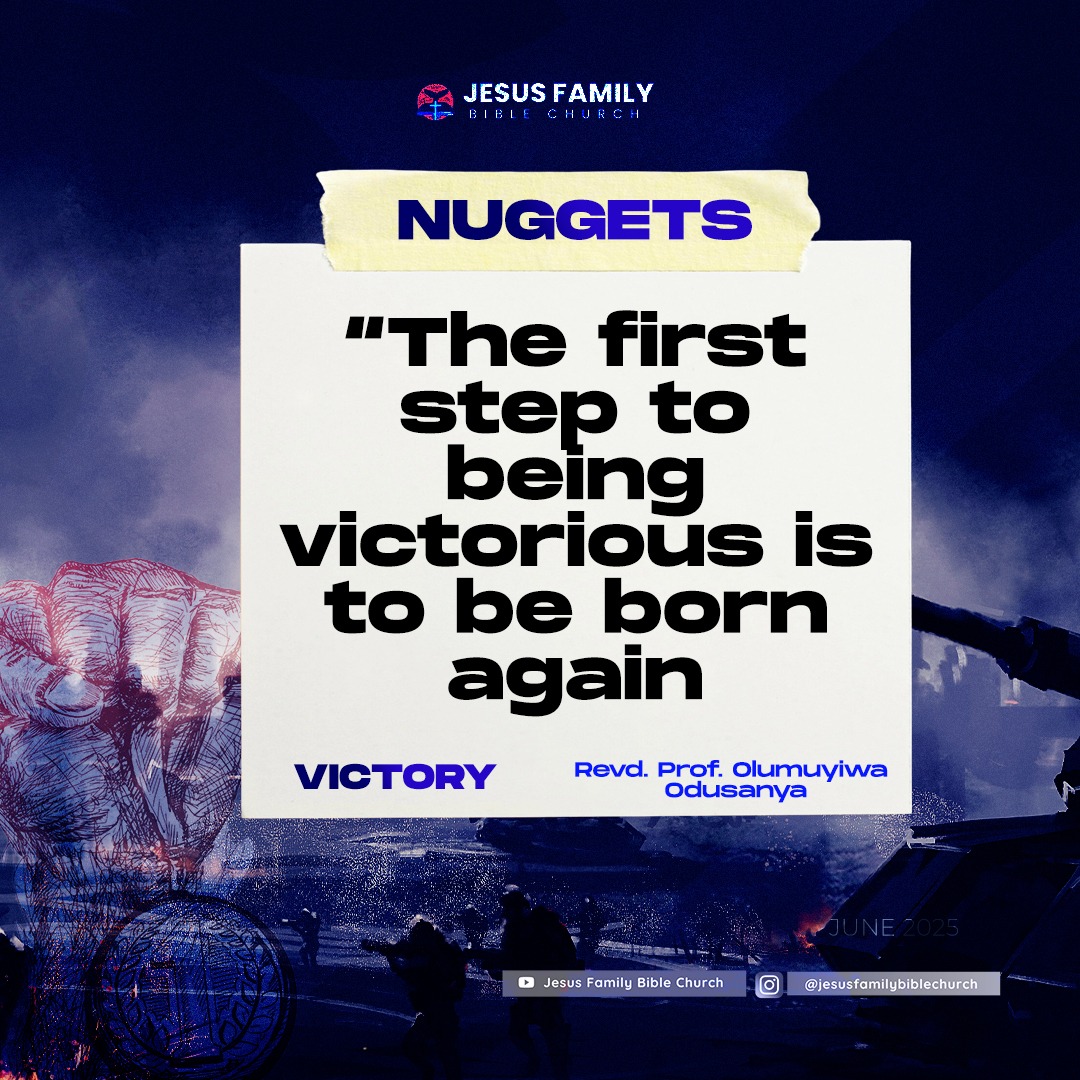 JESUS FAMILY
BIBLE CHURCH
NUGGETS
"The first
step to
being
victorious is
to be born
again
VICTORY
Revd. Prof. Olumuyiwa
Odusanya
JUNE 2025
Jesus Family Bible Church
@jesusfamilybiblechurch